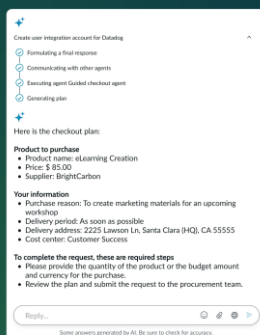 Create user integration account for Datadog
Formulating a final response
Communicating with other agents
Executing agent Guided checkout agent
Generating plan
Here is the checkout plan:
Product to purchase
• Product name: eLearning Creation
• Price: $ 85.00
• Supplier: BrightCarbon
Your information
• Purchase reason: To create marketing materials for an upcoming
workshop
• Delivery period: As soon as possible
• Delivery address: 2225 Lawson Ln, Santa Clara (HQ), CA 55555
• Cost center: Customer Success
To complete the request, these are required steps
• Please provide the quantity of the product or the budget amount
and currency for the purchase.
• Review the plan and submit the request to the procurement team.
Reply...
Some answers generated by AI. Be sure to check for accuracy.